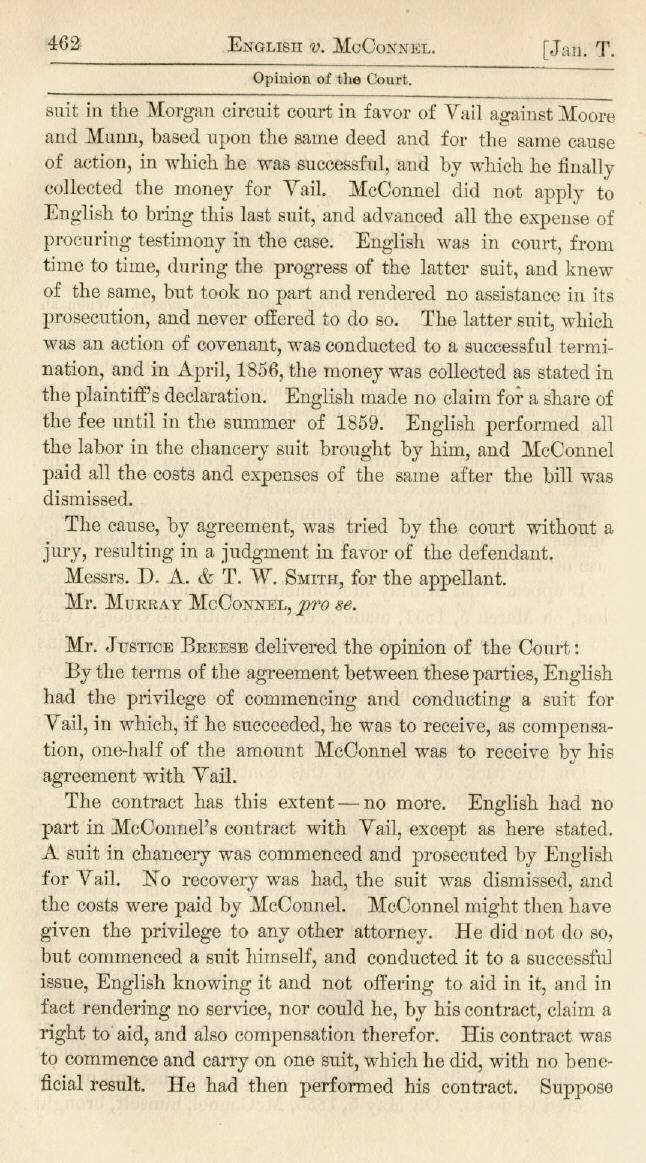 462 ENGLISH v. MCCONNEL. [Jan. T.
Opinion of the Court.
suit in the Morgan circuit court in favor of Vail against Moore
and Munn, based upon the same deed and for the same cause
of action, in which he was successful, and by which he finally
collected the money for Vail. McConnel did not apply to
English to bring this last suit, and advanced all the expense of
procuring testimony in the case. English was in court, from
time to time, during the progress of the latter suit, and knew
of the same, but took no part and rendered no assistance in its
prosecution, and never offered to do so. The latter suit, which
was an action of covenant, was conducted to a successful termi-
nation, and in April, 1856, the money was collected as stated in
the plaintiff's declaration. English made no claim for a share of
the fee until in the summer of 1859. English performed all
the labor in the chancery suit brought by him, and McConnel
paid all the costs and expenses of the same after the bill was
dismissed.
The cause, by agreement, was tried by the court without a
jury, resulting in a judgment in favor of the defendant.
Messrs. D. A. & T. W. SMITH, for the appellant.
Mr. MURRAY MCCONNEL, pro se.
Mr. JUSTICE BREESE delivered the opinion of the Court:
By the terms of the agreement between these parties, English
had the privilege of commencing and conducting a suit for
Vail, in which, if he succeeded, he was to receive, as compensa-
tion, one-half of the amount McConnel was to receive by his
agreement with Vail.
The contract has this extent — no more. English had no
part in McConnel's contract with Vail, except as here stated.
A suit in chancery was commenced and prosecuted by English
for Vail. No recovery was had, the suit was dismissed, and
the costs were paid by McConnel. McConnel might then have
given the privilege to any other attorney. He did not do so,
but commenced a suit himself, and conducted it to a successful
issue, English knowing it and not offering to aid in it, and in
fact rendering no service, nor could he, by his contract, claim a
right to aid, and also compensation therefor. His contract was
to commence and carry on one suit, which he did, with no bene-
ficial result. He had then performed his contract. Suppose